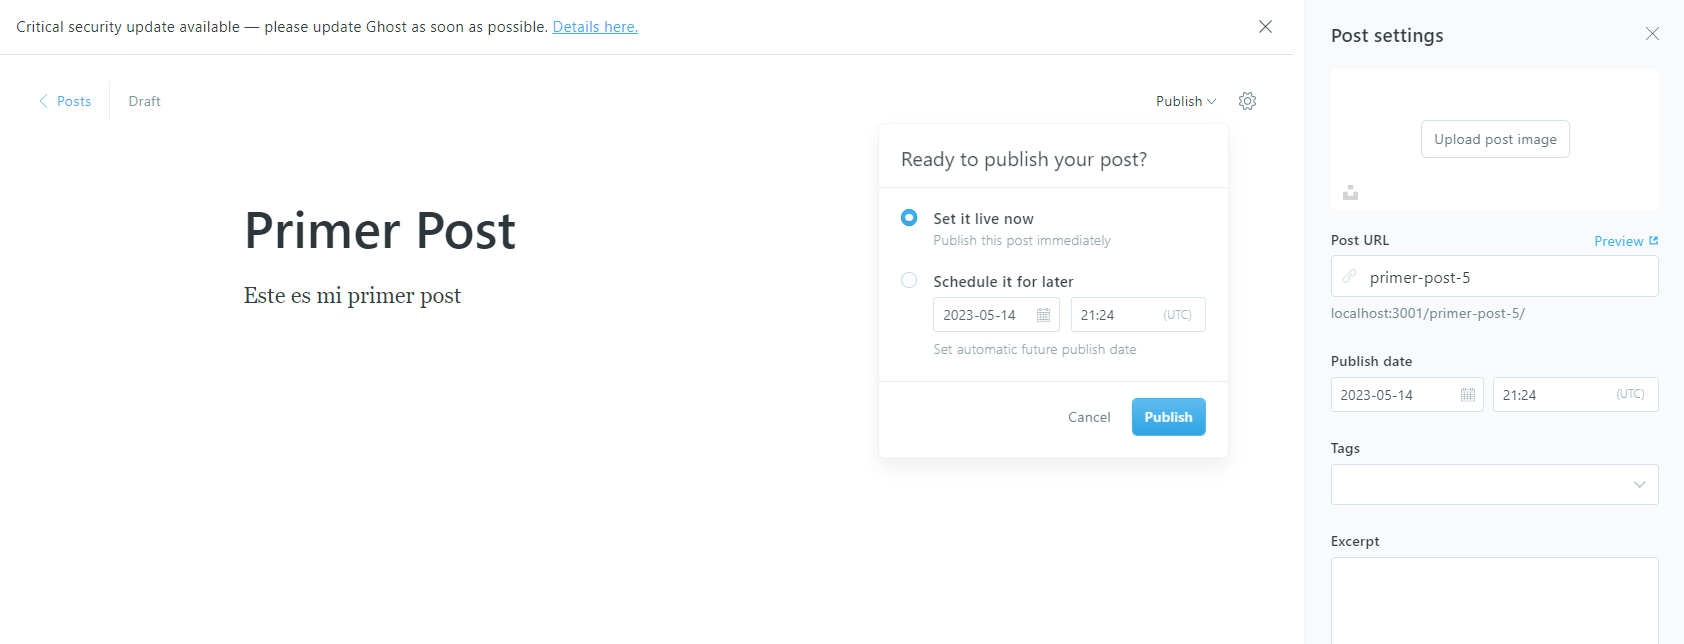 Critical security update available — please update Ghost as soon as possible. Details here.
Posts
Draft
Publish
Primer Post
Este es mi primer post
Ready to publish your post?
Set it live now
Publish this post immediately
Schedule it for later
2023-05-14
21:24 (UTC)
Set automatic future publish date
Cancel
Publish
Post settings
Upload post image
Post URL
Preview
primer-post-5
localhost:3001/primer-post-5/
Publish date
2023-05-14
21:24 (UTC)
Tags
Excerpt